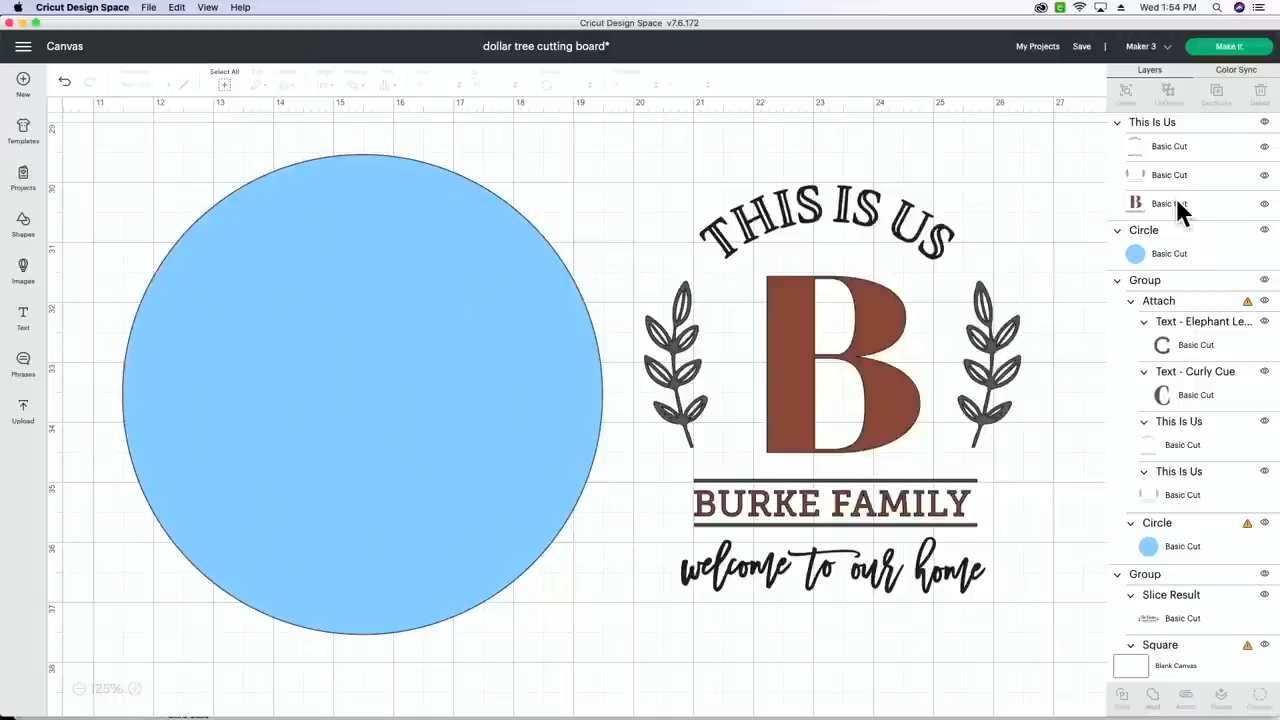 Cricut Design Space File Edit View Help Wed 1:54 PM
Cricut Design Space v7.6.172
Canvas dollar tree cutting board* My Projects Save | Maker 3 Make It
New
Templates
Projects
Shapes
Images
Text
Phrases
Upload
Select All
11 12 13 14 15 16 17 18 19 20 21 22 23 24 25 26 27
29
30
31
32
33
34
35
36
37
38
THIS IS US
B
BURKE FAMILY
welcome to our home
125%
Layers Color Sync
Duplicate Delete
This Is Us
Basic Cut
Basic Cut
B Basic Cut
Circle
Basic Cut
Group
Attach
Text - Elephant Le...
C Basic Cut
Text - Curly Cue
C Basic Cut
This Is Us
Basic Cut
This Is Us
Basic Cut
Circle
Basic Cut
Group
Slice Result
Basic Cut
Square
Blank Canvas